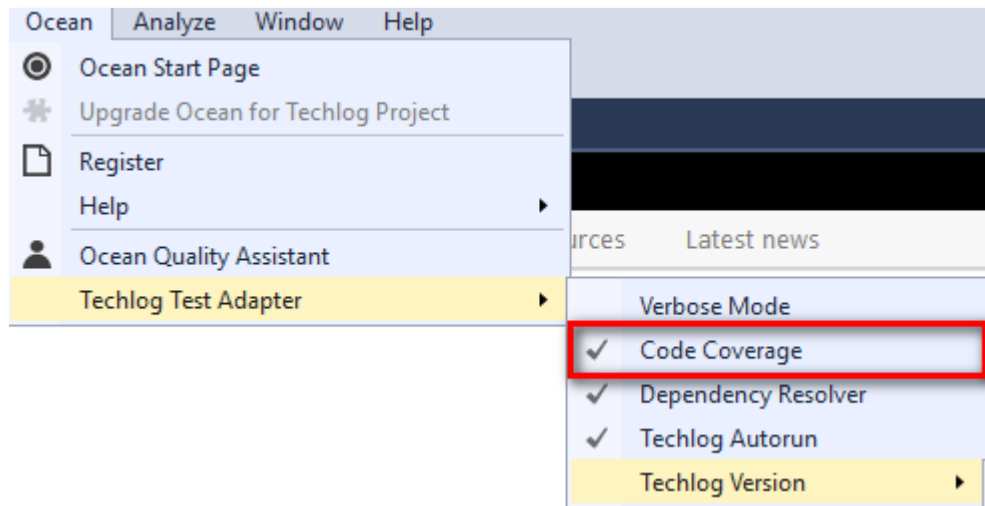 Ocean Analyze Window Help
Ocean Start Page
Upgrade Ocean for Techlog Project
Register
Help
Ocean Quality Assistant
Techlog Test Adapter
urces Latest news
Verbose Mode
Code Coverage
Dependency Resolver
Techlog Autorun
Techlog Version